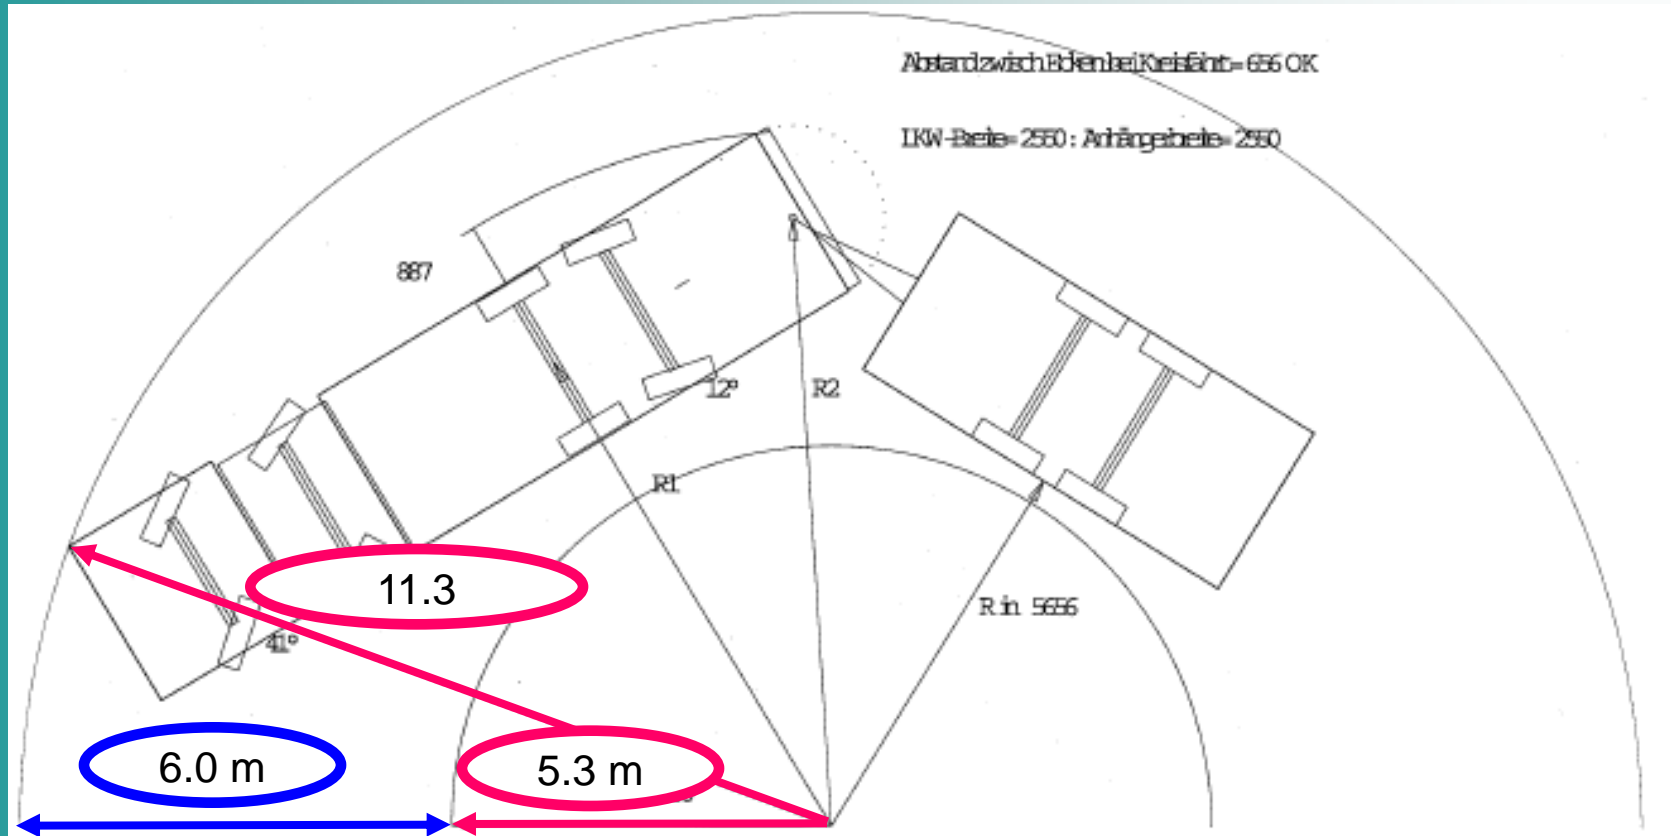 Abstand zwisch Ecken bei Kreisfahrt = 656 OK
LKW-Breite = 2550 : Anhängerbreite = 2550
887
12°
R2
R1
11.3
R in 5656
41°
6.0 m
5.3 m